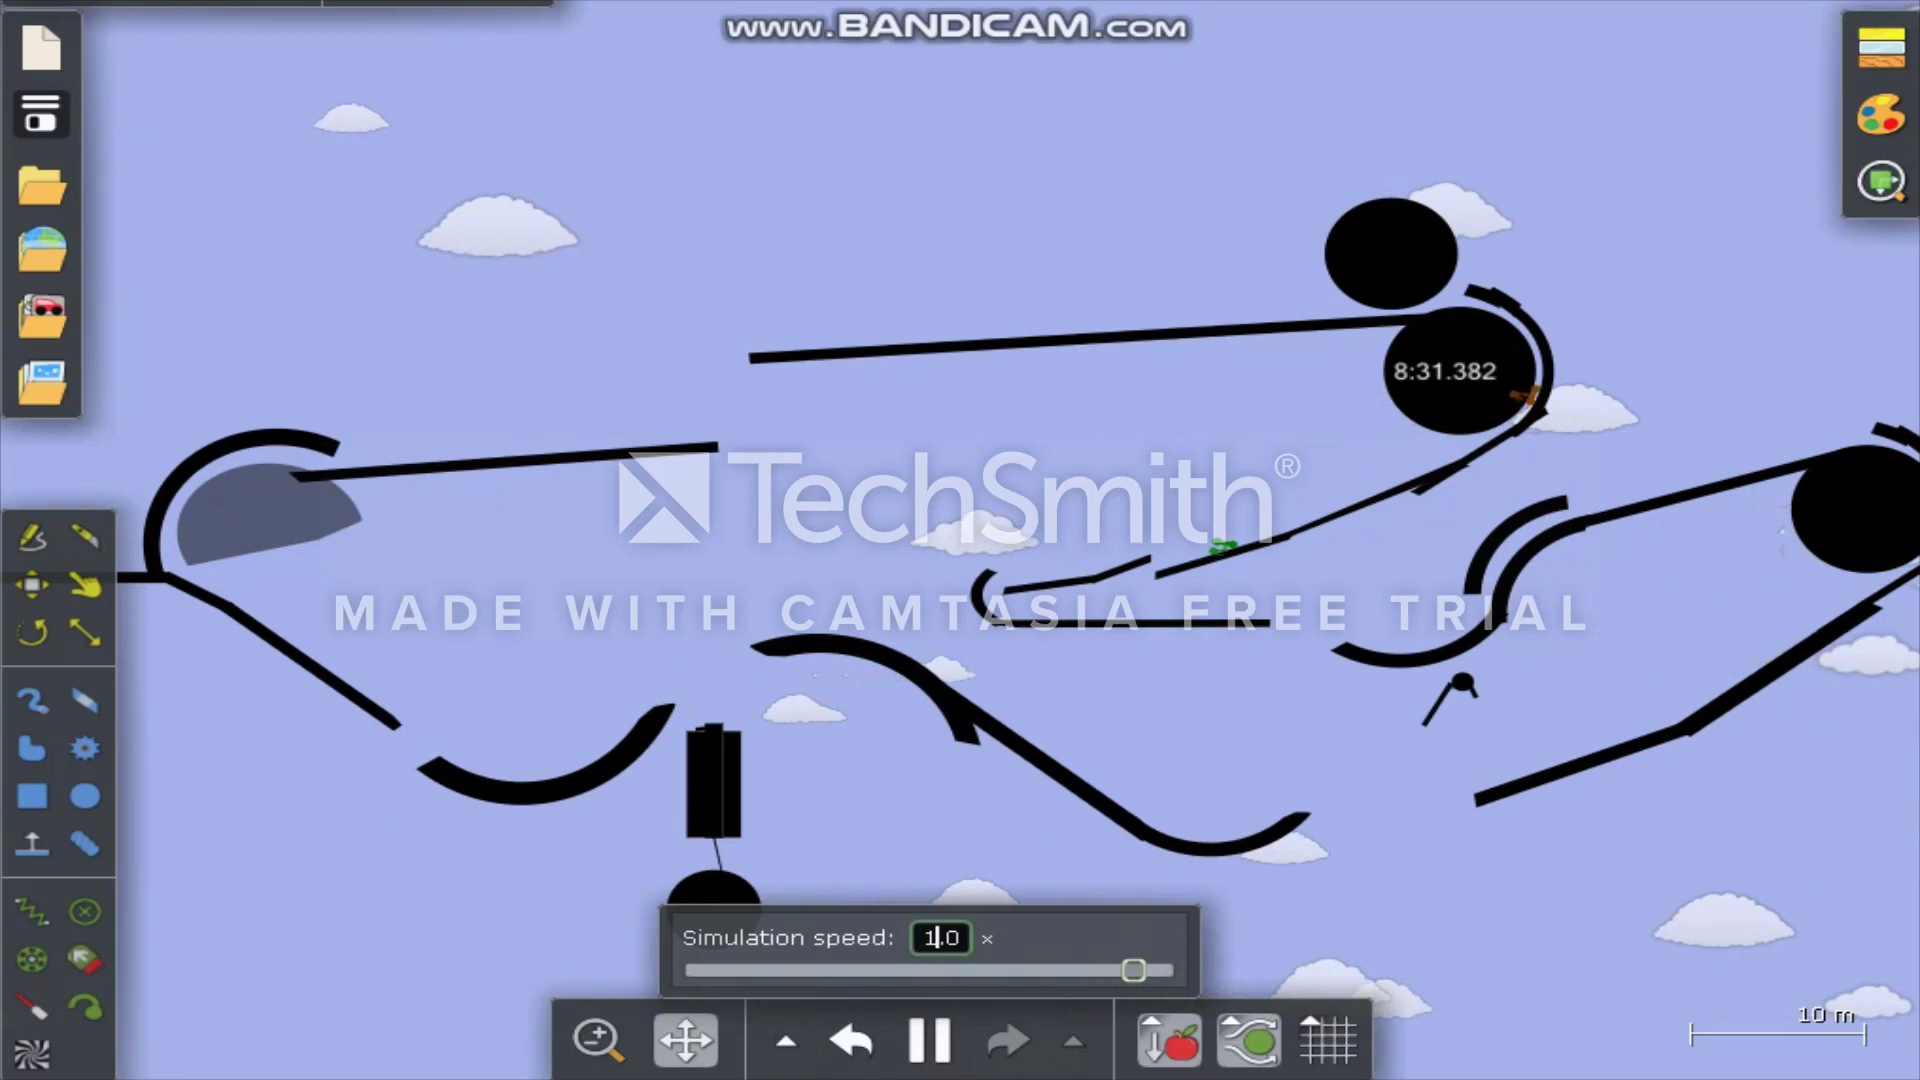 www.BANDICAM.com
8:31.382
TechSmith®
MADE WITH CAMTASIA FREE TRIAL
Simulation speed: 1.0 x
10 m